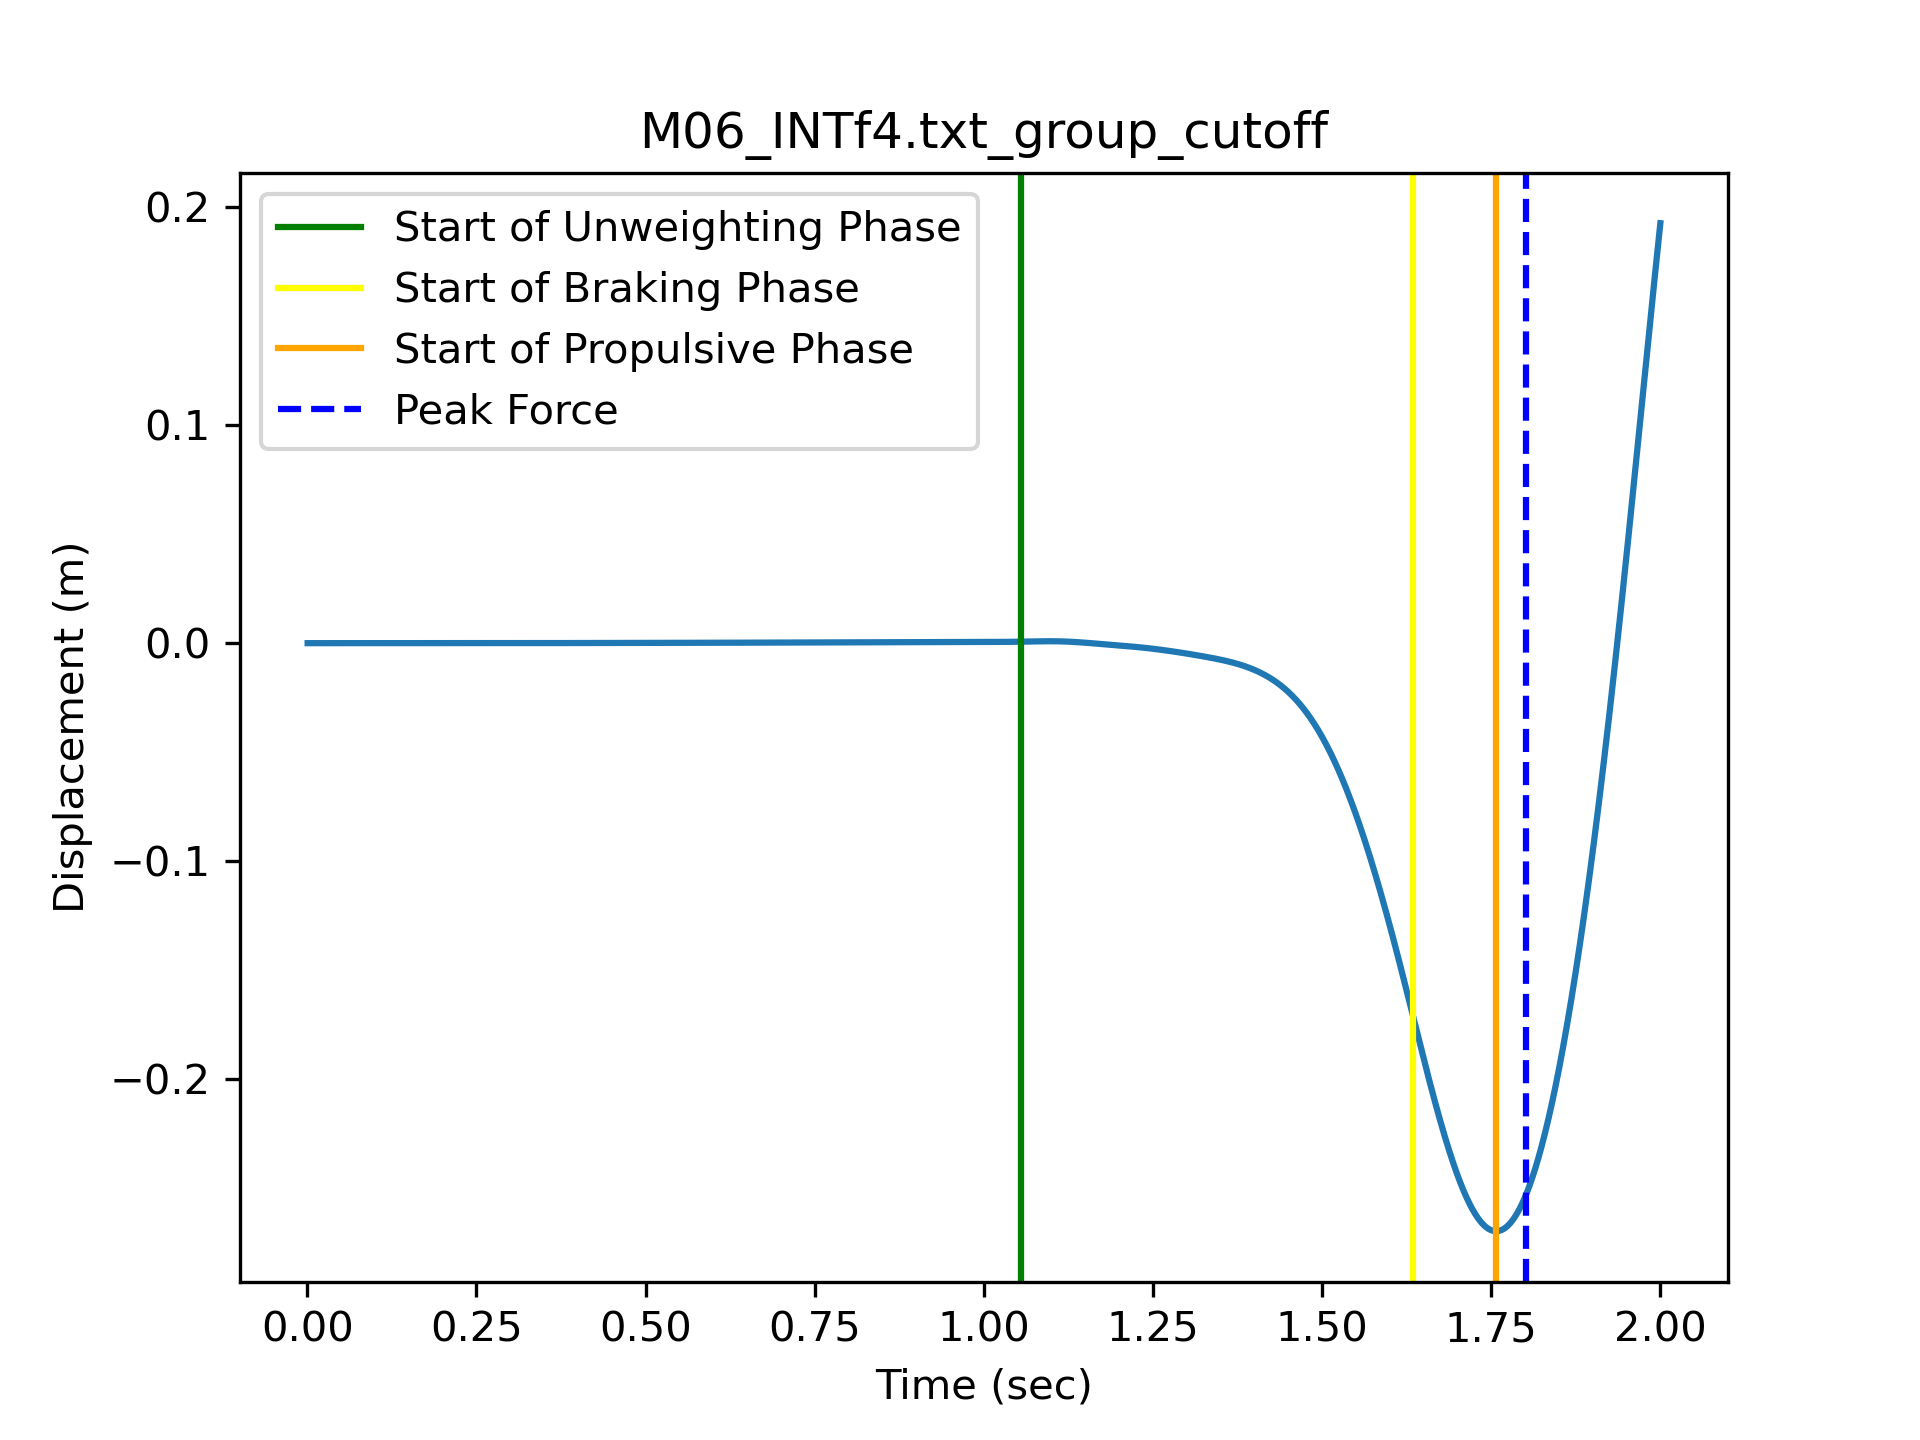 M06_INTf4.txt_group_cutoff
Start of Unweighting Phase
Start of Braking Phase
Start of Propulsive Phase
Peak Force
Displacement (m)
0.2
0.1
0.0
−0.1
−0.2
0.00 0.25 0.50 0.75 1.00 1.25 1.50 1.75 2.00
Time (sec)